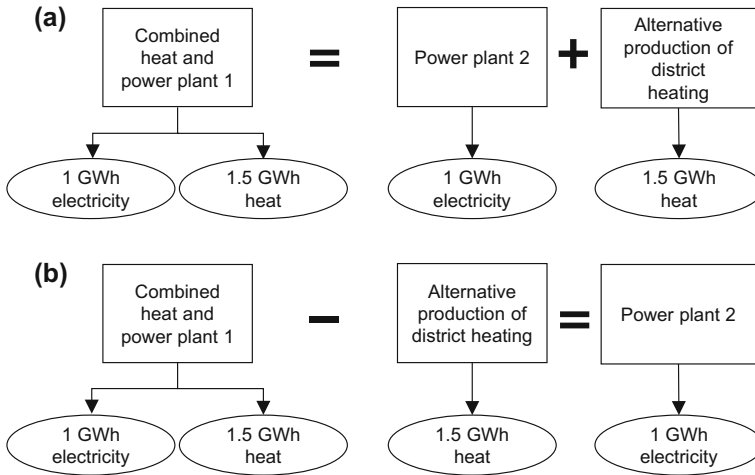 (a)
Combined
heat and
power plant 1
=
Power plant 2
+
Alternative
production of
district
heating
1 GWh
electricity
1.5 GWh
heat
1 GWh
electricity
1.5 GWh
heat
(b)
Combined
heat and
power plant 1
–
Alternative
production of
district heating
=
Power plant 2
1 GWh
electricity
1.5 GWh
heat
1.5 GWh
heat
1 GWh
electricity